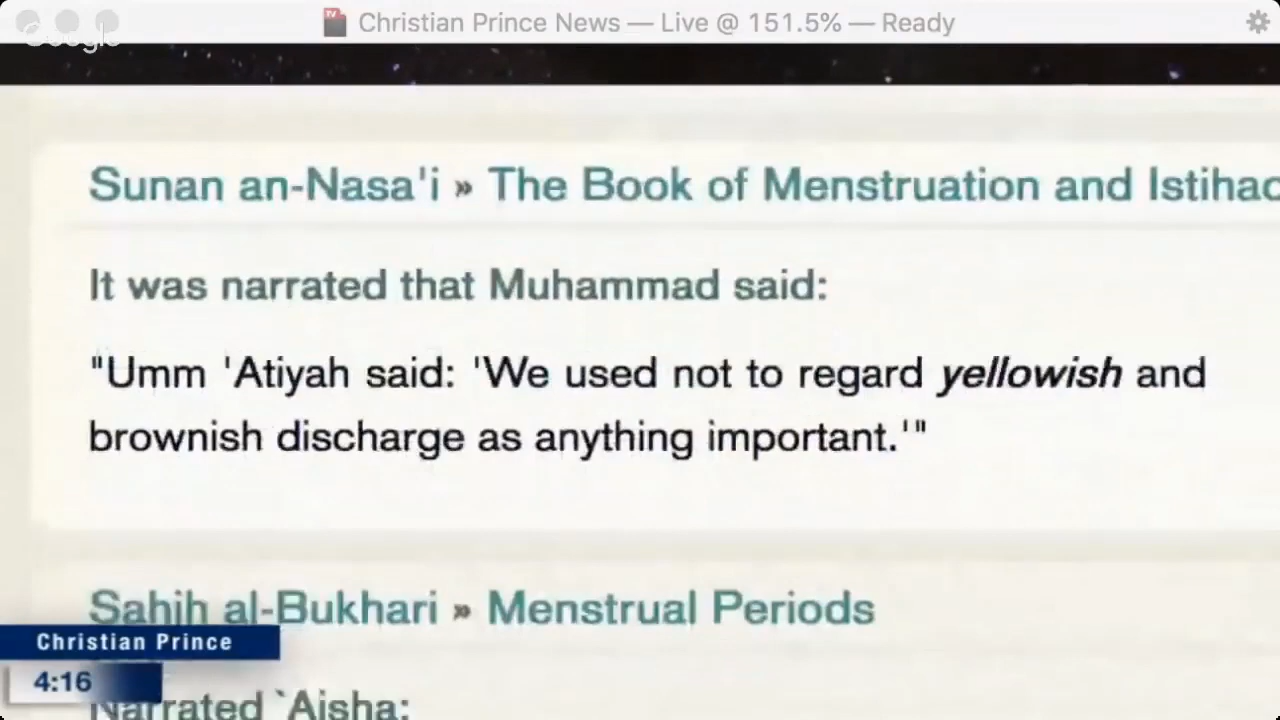 Christian Prince News — Live @ 151.5% — Ready
Google
Sunan an-Nasa'i » The Book of Menstruation and Istihad
It was narrated that Muhammad said:
"Umm 'Atiyah said: 'We used not to regard yellowish and
brownish discharge as anything important.'"
Sahih al-Bukhari » Menstrual Periods
Christian Prince
4:16
Narrated `Aisha: